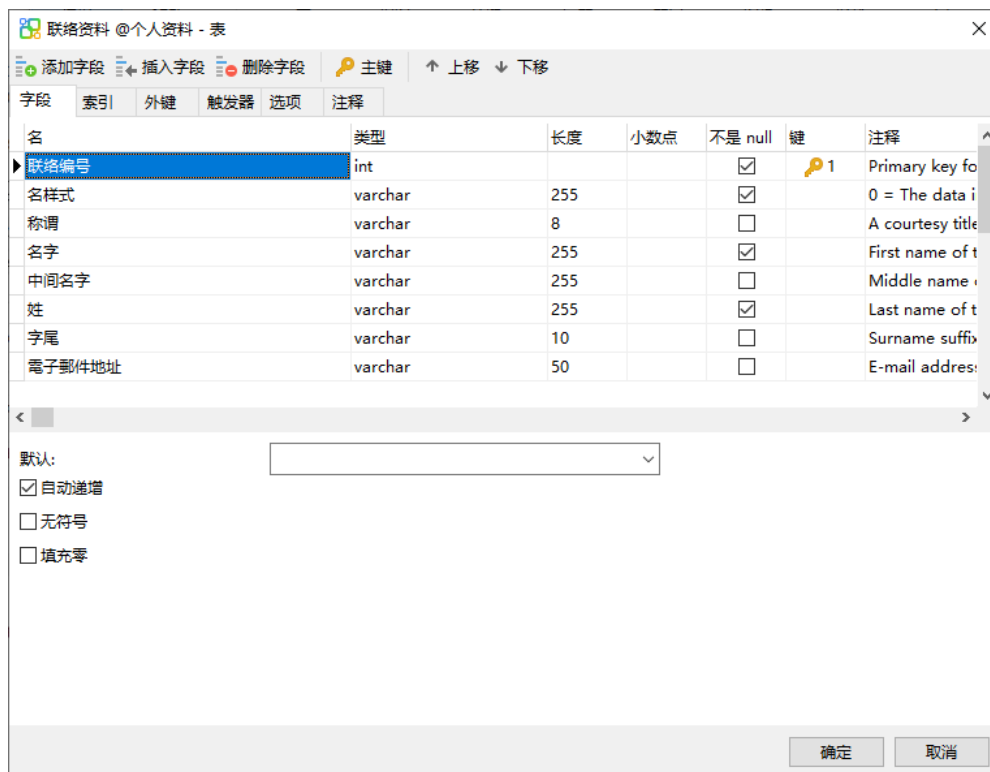 联络资料 @个人资料 - 表
添加字段 插入字段 删除字段 主键 上移 下移
字段 索引 外键 触发器 选项 注释
名 类型 长度 小数点 不是 null 键 注释
联络编号 int 1 Primary key fo
名样式 varchar 255 0 = The data i
称谓 varchar 8 A courtesy title
名字 varchar 255 First name of t
中间名字 varchar 255 Middle name
姓 varchar 255 Last name of t
字尾 varchar 10 Surname suffix
電子郵件地址 varchar 50 E-mail address
默认:
自动递增
无符号
填充零
确定 取消